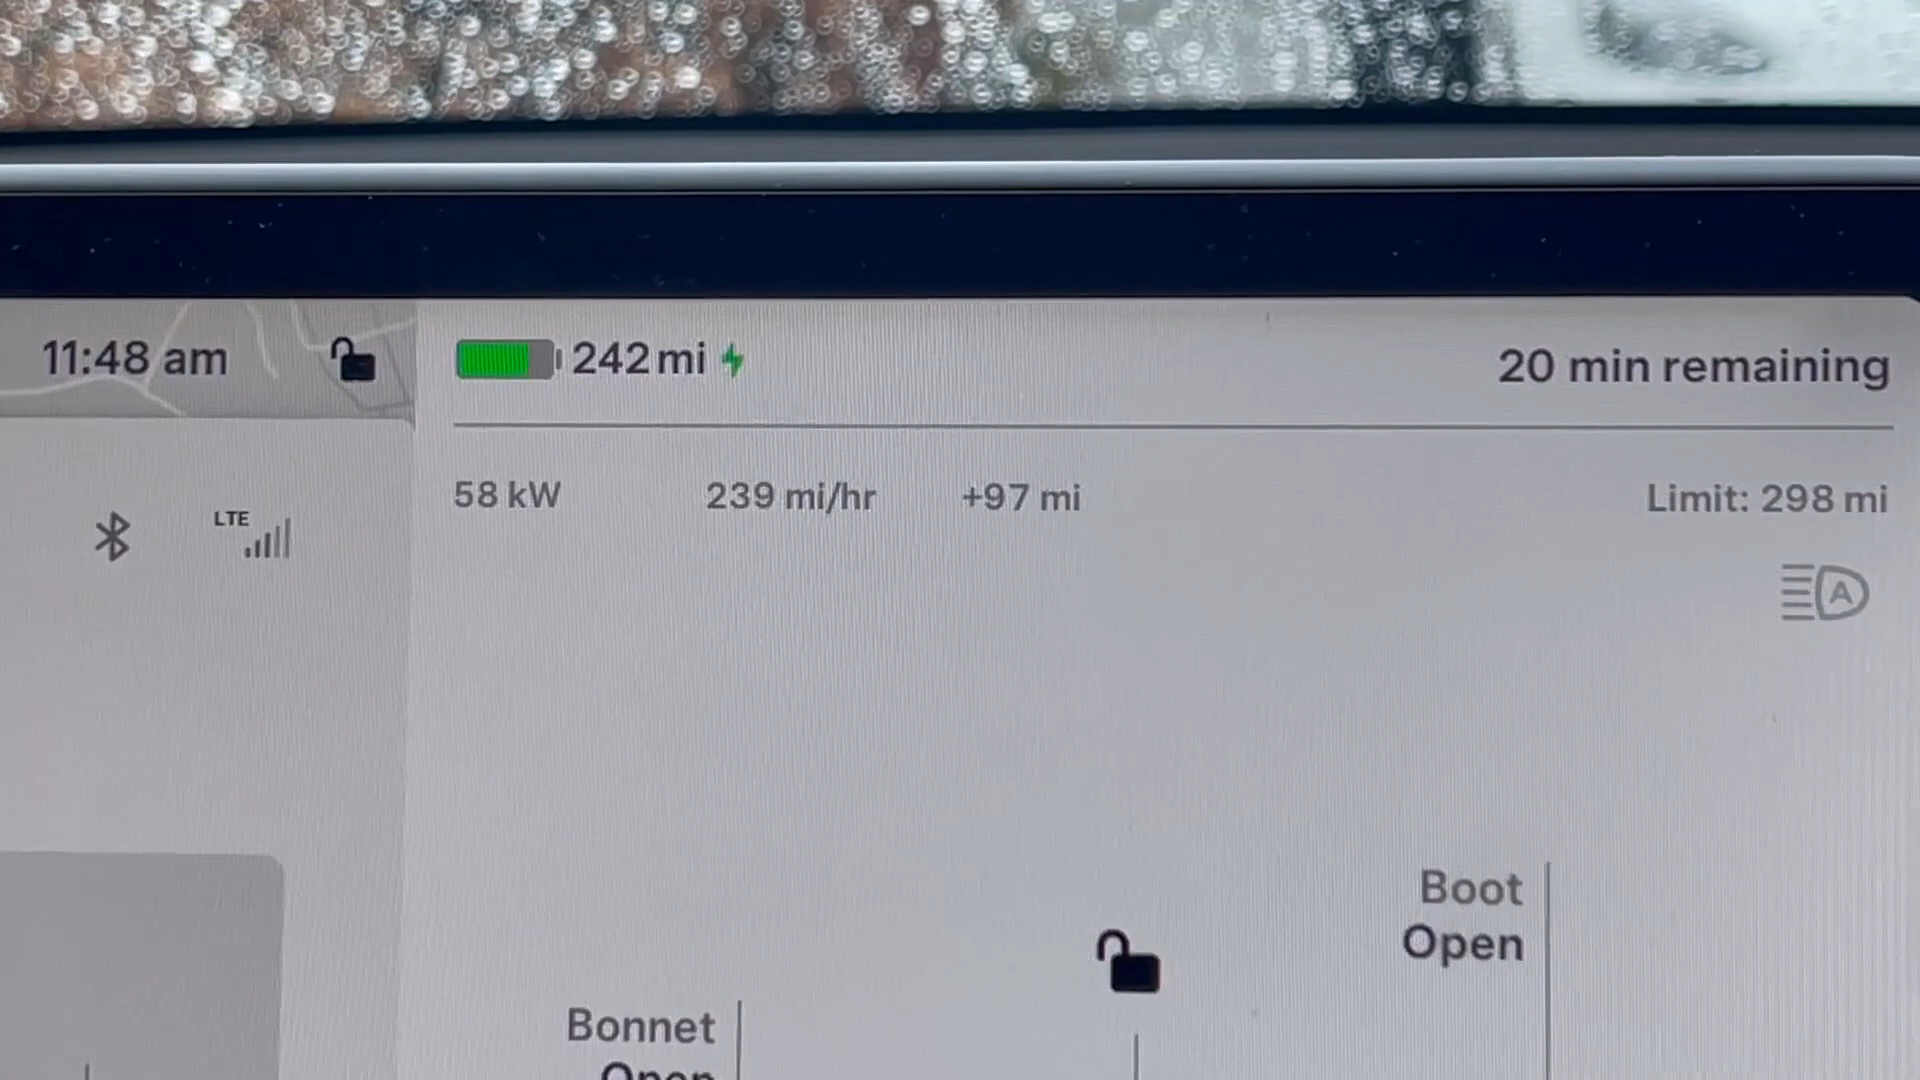 11:48 am
242 mi
20 min remaining
58 kW
239 mi/hr
+97 mi
Limit: 298 mi
LTE
A
Boot
Open
Bonnet
Open